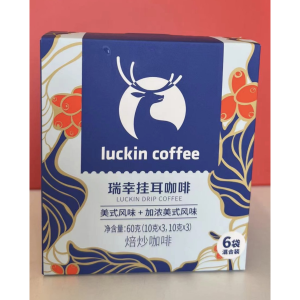 luckin coffee
瑞幸挂耳咖啡
LUCKIN DRIP COFFEE
美式风味 + 加浓美式风味
净含量:60克(10克×3,10克×3)
焙炒咖啡
6袋
混合装